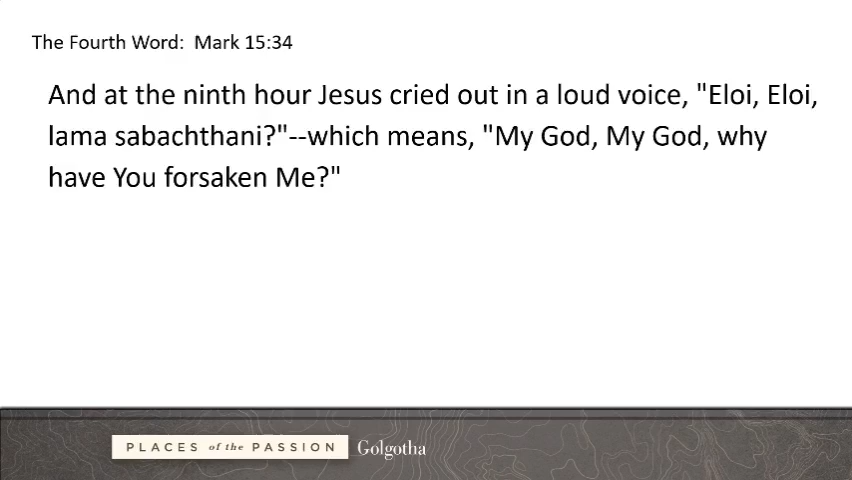 The Fourth Word:  Mark 15:34
And at the ninth hour Jesus cried out in a loud voice, "Eloi, Eloi,
lama sabachthani?"--which means, "My God, My God, why
have You forsaken Me?"
PLACES of the PASSION Golgotha